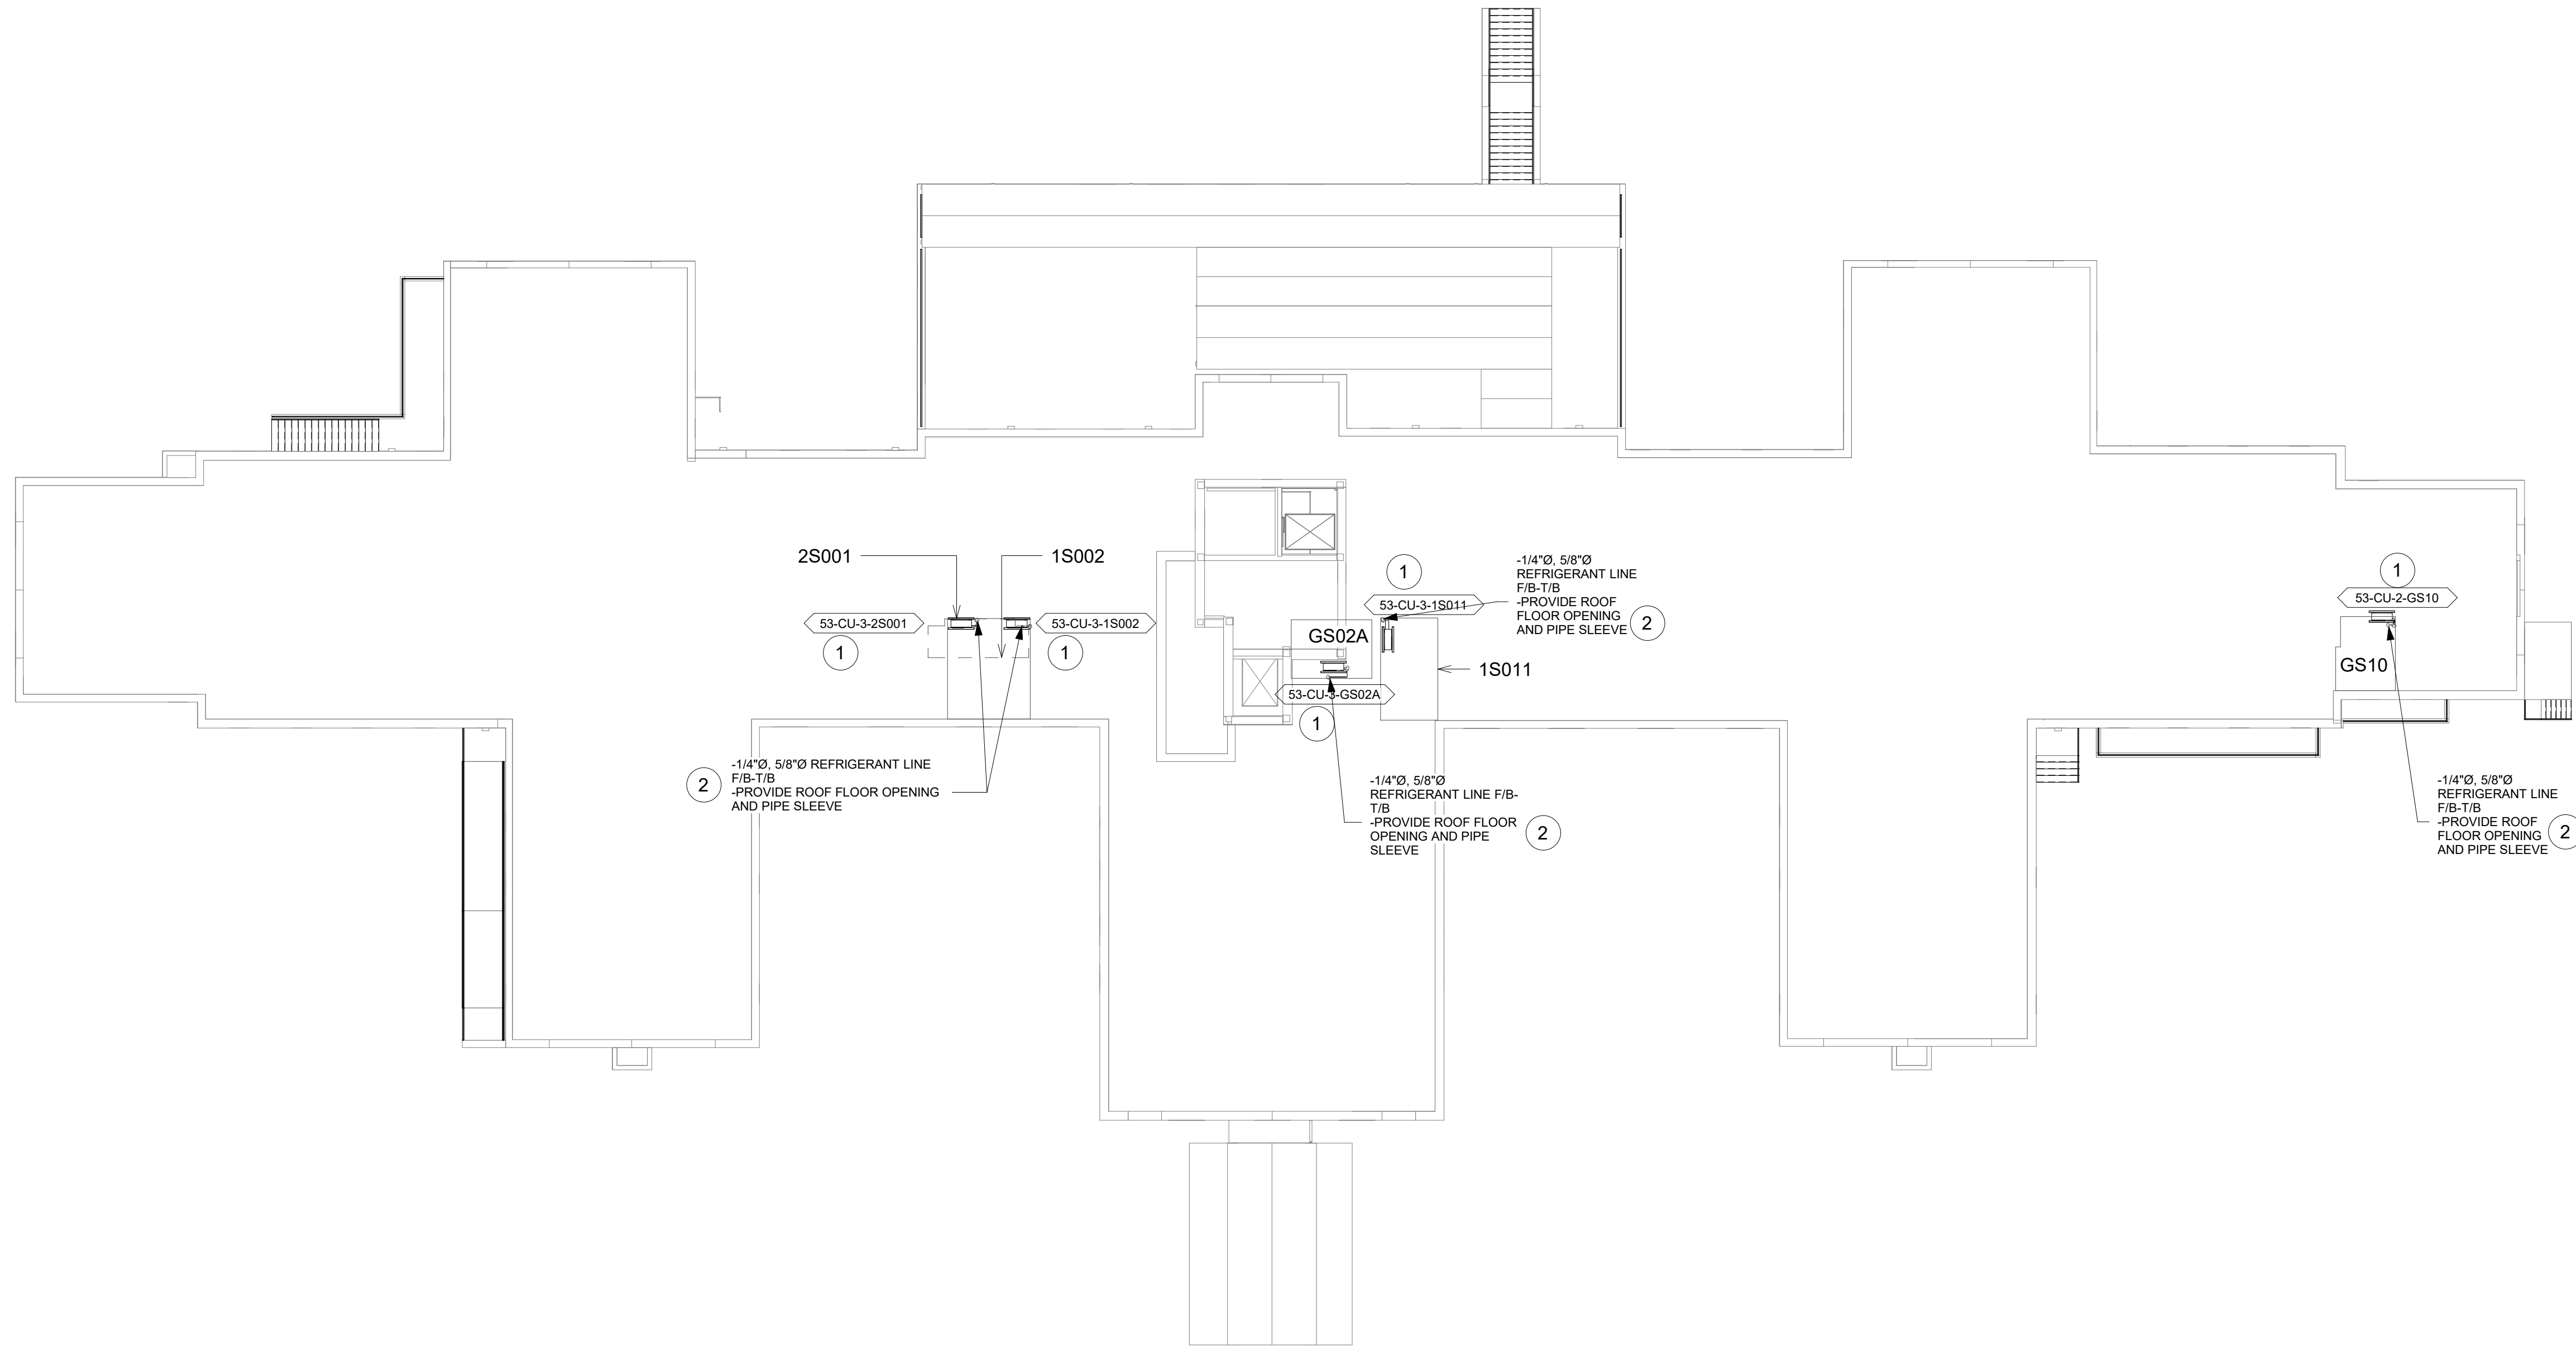 2S001
1S002
53-CU-3-2S001
1
53-CU-3-1S002
1
2
-1/4"Ø, 5/8"Ø REFRIGERANT LINE
F/B-T/B
-PROVIDE ROOF FLOOR OPENING
AND PIPE SLEEVE
GS02A
53-CU-3-GS02A
1
-1/4"Ø, 5/8"Ø
REFRIGERANT LINE F/B-
T/B
-PROVIDE ROOF FLOOR
OPENING AND PIPE
SLEEVE
2
1
53-CU-3-1S011
-1/4"Ø, 5/8"Ø
REFRIGERANT LINE
F/B-T/B
-PROVIDE ROOF
FLOOR OPENING
AND PIPE SLEEVE
2
1S011
1
53-CU-2-GS10
GS10
-1/4"Ø, 5/8"Ø
REFRIGERANT LINE
F/B-T/B
-PROVIDE ROOF
FLOOR OPENING
AND PIPE SLEEVE
2